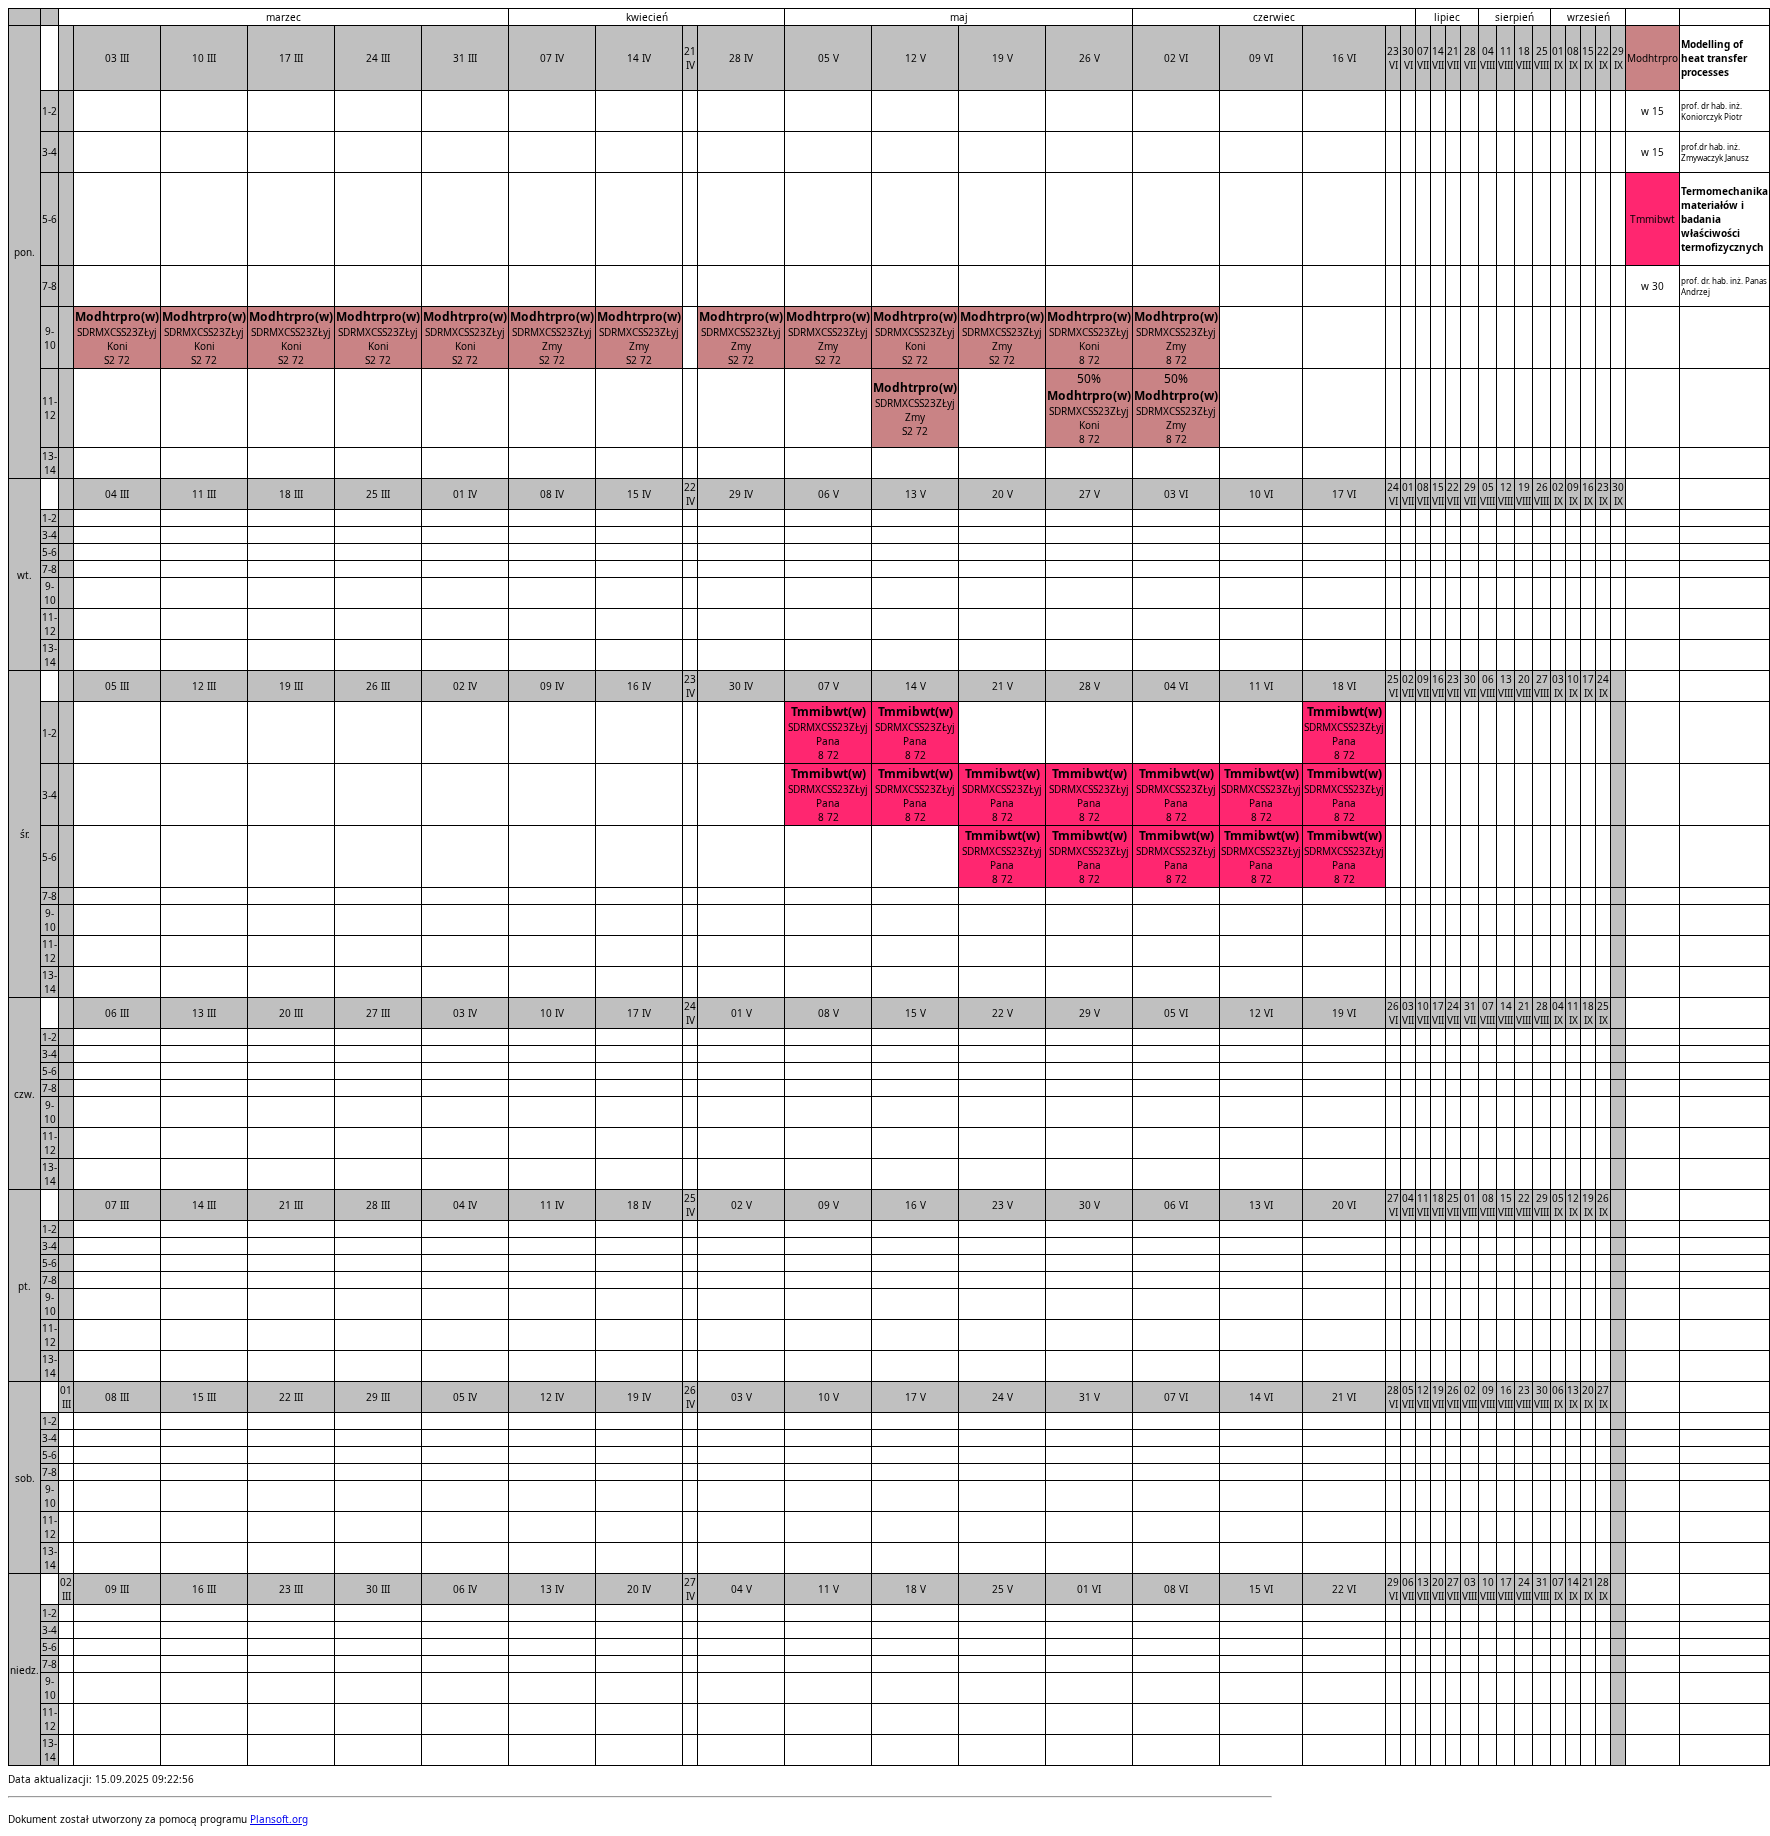 marzec kwiecień maj czerwiec lipiec sierpień wrzesień
pon. 03 III 10 III 17 III 24 III 31 III 07 IV 14 IV 21 IV 28 IV 05 V 12 V 19 V 26 V 02 VI 09 VI 16 VI 23 VI 30 VI 07 VII 14 VII 21 VII 28 VII 04 VIII 11 VIII 18 VIII 25 VIII 01 IX 08 IX 15 IX 22 IX 29 IX Modhtrpro Modelling of heat transfer processes
1-2 w 15 prof. dr hab. inż. Koniorczyk Piotr
3-4 w 15 prof.dr hab. inż. Zmywaczyk Janusz
5-6 Tmmibwt Termomechanika materiałów i badania właściwości termofizycznych
7-8 w 30 prof. dr. hab. inż. Panas Andrzej
9-10
Modhtrpro(w) Modhtrpro(w) Modhtrpro(w) Modhtrpro(w) Modhtrpro(w) Modhtrpro(w) Modhtrpro(w) Modhtrpro(w) Modhtrpro(w) Modhtrpro(w) Modhtrpro(w) Modhtrpro(w) Modhtrpro(w)
SDRMXCSS23ZŁyj SDRMXCSS23ZŁyj SDRMXCSS23ZŁyj SDRMXCSS23ZŁyj SDRMXCSS23ZŁyj SDRMXCSS23ZŁyj SDRMXCSS23ZŁyj SDRMXCSS23ZŁyj SDRMXCSS23ZŁyj SDRMXCSS23ZŁyj SDRMXCSS23ZŁyj SDRMXCSS23ZŁyj SDRMXCSS23ZŁyj
Koni Koni Koni Koni Koni Zmy Zmy Zmy Zmy Koni Zmy Koni Zmy
S2 72 S2 72 S2 72 S2 72 S2 72 S2 72 S2 72 S2 72 S2 72 S2 72 S2 72 8 72 8 72
11-12
50% 50%
Modhtrpro(w) Modhtrpro(w) Modhtrpro(w)
SDRMXCSS23ZŁyj SDRMXCSS23ZŁyj SDRMXCSS23ZŁyj
Zmy Koni Zmy
S2 72 8 72 8 72
13-14
wt. 04 III 11 III 18 III 25 III 01 IV 08 IV 15 IV 22 IV 29 IV 06 V 13 V 20 V 27 V 03 VI 10 VI 17 VI 24 VI 01 VII 08 VII 15 VII 22 VII 29 VII 05 VIII 12 VIII 19 VIII 26 VIII 02 IX 09 IX 16 IX 23 IX 30 IX
1-2
3-4
5-6
7-8
9-10
11-12
13-14
śr. 05 III 12 III 19 III 26 III 02 IV 09 IV 16 IV 23 IV 30 IV 07 V 14 V 21 V 28 V 04 VI 11 VI 18 VI 25 VI 02 VII 09 VII 16 VII 23 VII 30 VII 06 VIII 13 VIII 20 VIII 27 VIII 03 IX 10 IX 17 IX 24 IX
1-2
Tmmibwt(w) Tmmibwt(w) Tmmibwt(w)
SDRMXCSS23ZŁyj SDRMXCSS23ZŁyj SDRMXCSS23ZŁyj
Pana Pana Pana
8 72 8 72 8 72
3-4
Tmmibwt(w) Tmmibwt(w) Tmmibwt(w) Tmmibwt(w) Tmmibwt(w) Tmmibwt(w) Tmmibwt(w)
SDRMXCSS23ZŁyj SDRMXCSS23ZŁyj SDRMXCSS23ZŁyj SDRMXCSS23ZŁyj SDRMXCSS23ZŁyj SDRMXCSS23ZŁyj SDRMXCSS23ZŁyj
Pana Pana Pana Pana Pana Pana Pana
8 72 8 72 8 72 8 72 8 72 8 72 8 72
5-6
Tmmibwt(w) Tmmibwt(w) Tmmibwt(w) Tmmibwt(w) Tmmibwt(w)
SDRMXCSS23ZŁyj SDRMXCSS23ZŁyj SDRMXCSS23ZŁyj SDRMXCSS23ZŁyj SDRMXCSS23ZŁyj
Pana Pana Pana Pana Pana
8 72 8 72 8 72 8 72 8 72
7-8
9-10
11-12
13-14
czw. 06 III 13 III 20 III 27 III 03 IV 10 IV 17 IV 24 IV 01 V 08 V 15 V 22 V 29 V 05 VI 12 VI 19 VI 26 VI 03 VII 10 VII 17 VII 24 VII 31 VII 07 VIII 14 VIII 21 VIII 28 VIII 04 IX 11 IX 18 IX 25 IX
1-2
3-4
5-6
7-8
9-10
11-12
13-14
pt. 07 III 14 III 21 III 28 III 04 IV 11 IV 18 IV 25 IV 02 V 09 V 16 V 23 V 30 V 06 VI 13 VI 20 VI 27 VI 04 VII 11 VII 18 VII 25 VII 01 VIII 08 VIII 15 VIII 22 VIII 29 VIII 05 IX 12 IX 19 IX 26 IX
1-2
3-4
5-6
7-8
9-10
11-12
13-14
sob. 01 III 08 III 15 III 22 III 29 III 05 IV 12 IV 19 IV 26 IV 03 V 10 V 17 V 24 V 31 V 07 VI 14 VI 21 VI 28 VI 05 VII 12 VII 19 VII 26 VII 02 VIII 09 VIII 16 VIII 23 VIII 30 VIII 06 IX 13 IX 20 IX 27 IX
1-2
3-4
5-6
7-8
9-10
11-12
13-14
niedz. 02 III 09 III 16 III 23 III 30 III 06 IV 13 IV 20 IV 27 IV 04 V 11 V 18 V 25 V 01 VI 08 VI 15 VI 22 VI 29 VI 06 VII 13 VII 20 VII 27 VII 03 VIII 10 VIII 17 VIII 24 VIII 31 VIII 07 IX 14 IX 21 IX 28 IX
1-2
3-4
5-6
7-8
9-10
11-12
13-14
Data aktualizacji: 15.09.2025 09:22:56
Dokument został utworzony za pomocą programu Plansoft.org